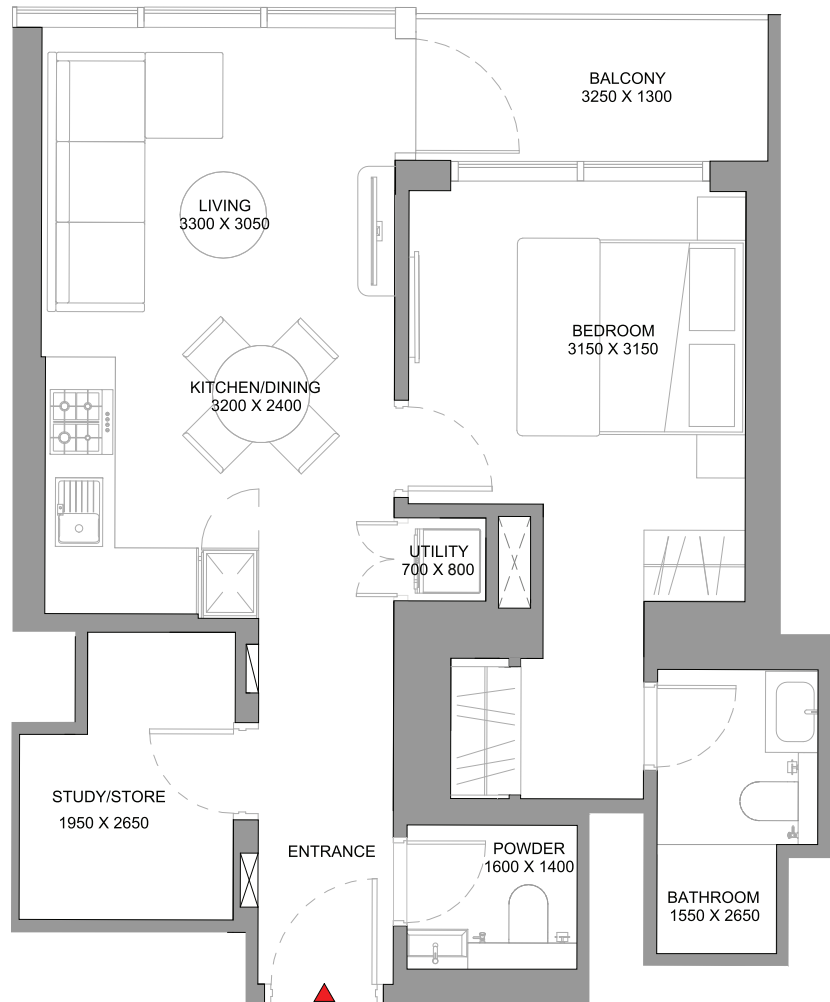 BALCONY
3250 X 1300
LIVING
3300 X 3050
BEDROOM
3150 X 3150
KITCHEN/DINING
3200 X 2400
UTILITY
700 X 800
STUDY/STORE
1950 X 2650
ENTRANCE
POWDER
1600 X 1400
BATHROOM
1550 X 2650